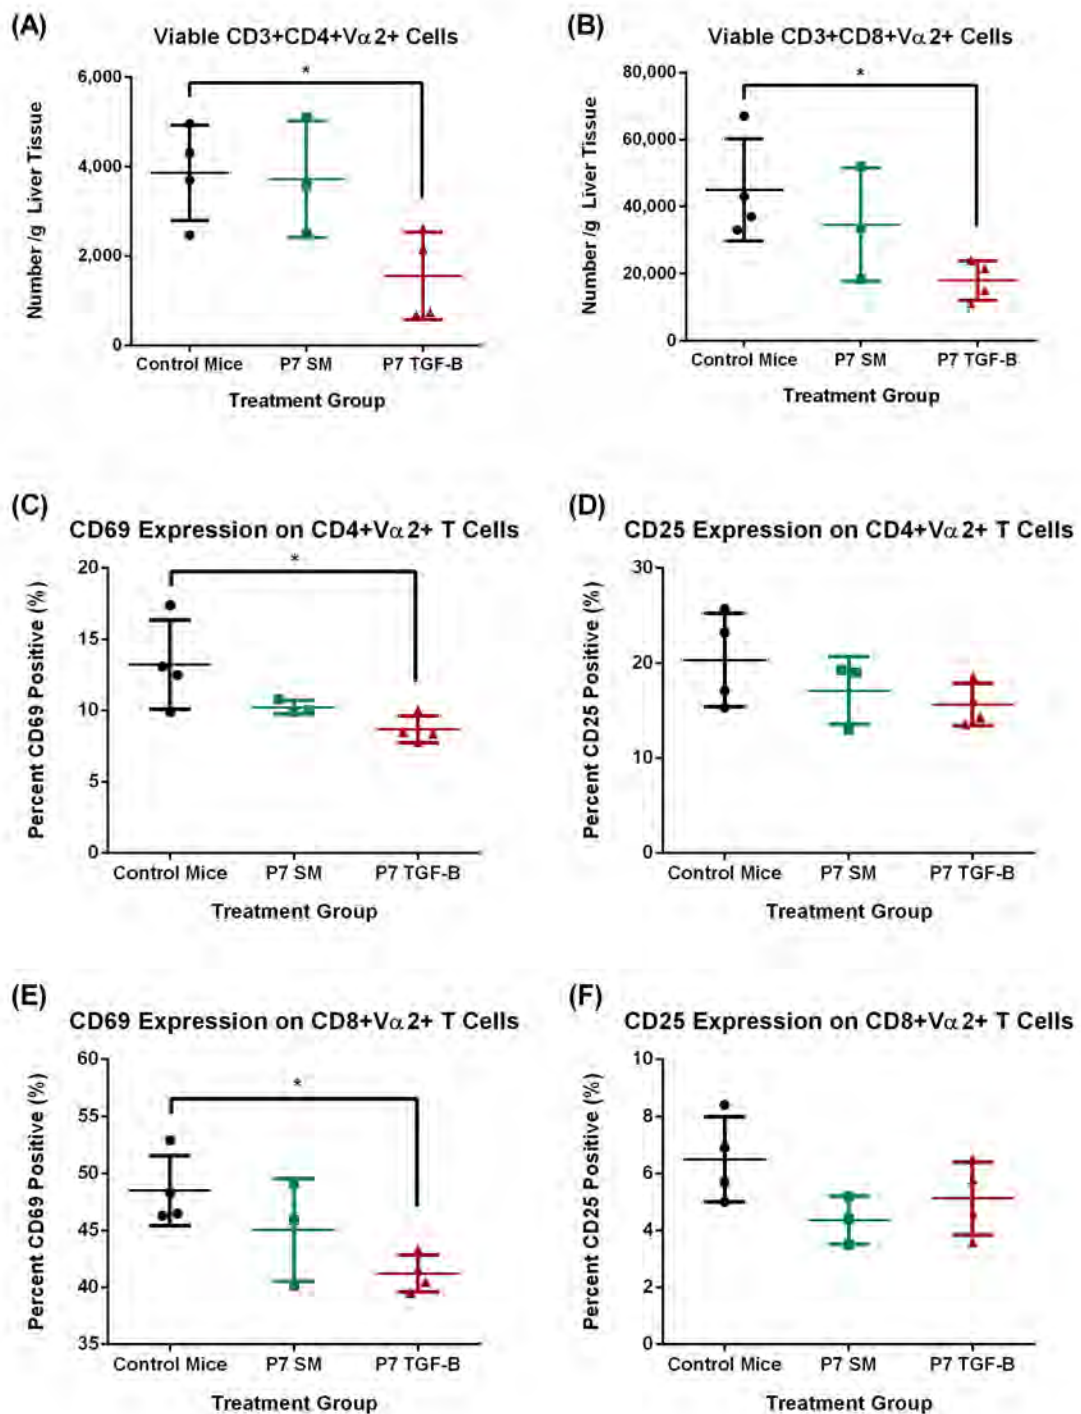 (A)
Viable CD3+CD4+Vα2+ Cells
*
Number /g Liver Tissue
6,000
4,000
2,000
0
Control Mice P7 SM P7 TGF-B
Treatment Group
(B)
Viable CD3+CD8+Vα2+ Cells
*
Number /g Liver Tissue
80,000
60,000
40,000
20,000
0
Control Mice P7 SM P7 TGF-B
Treatment Group
(C)
CD69 Expression on CD4+Vα2+ T Cells
*
Percent CD69 Positive (%)
20
15
10
5
0
Control Mice P7 SM P7 TGF-B
Treatment Group
(D)
CD25 Expression on CD4+Vα2+ T Cells
Percent CD25 Positive (%)
30
20
10
0
Control Mice P7 SM P7 TGF-B
Treatment Group
(E)
CD69 Expression on CD8+Vα2+ T Cells
*
Percent CD69 Positive (%)
60
55
50
45
40
35
Control Mice P7 SM P7 TGF-B
Treatment Group
(F)
CD25 Expression on CD8+Vα2+ T Cells
Percent CD25 Positive (%)
10
8
6
4
2
0
Control Mice P7 SM P7 TGF-B
Treatment Group